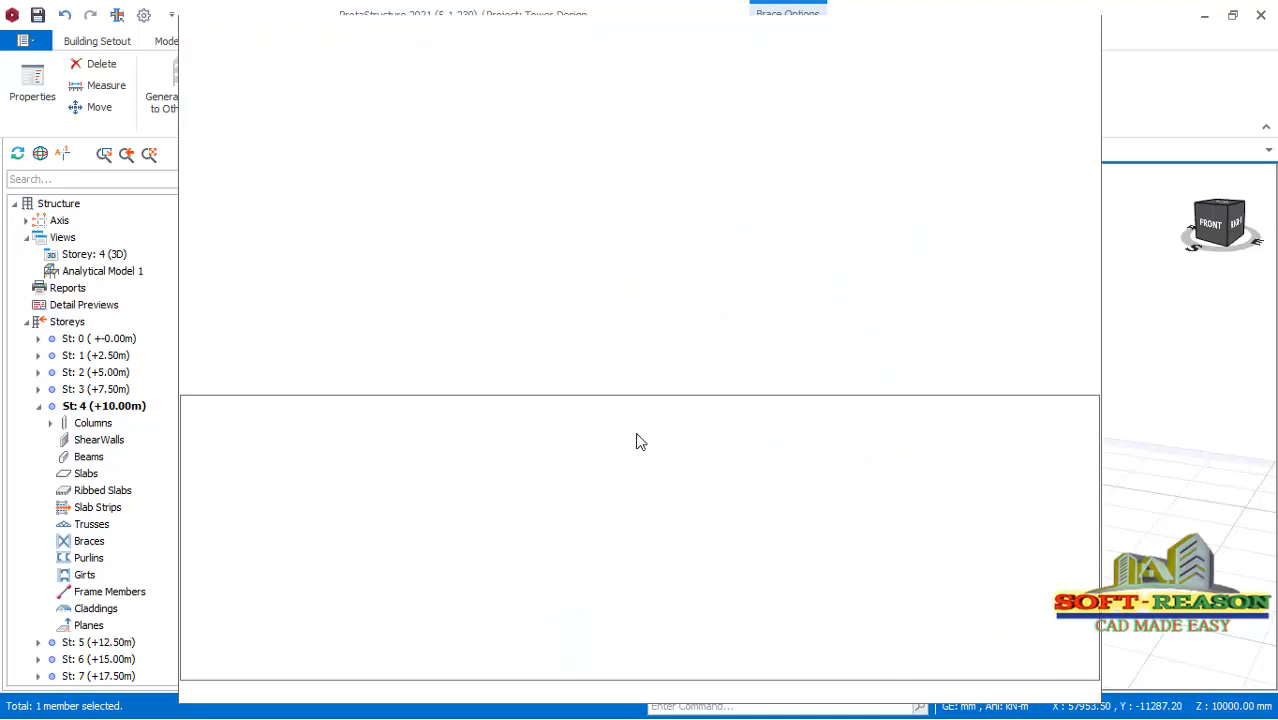 ProtaStructure 2021 (5.1.230) / Project: Tower Design
Brace Options
Building Setout
Mode
Properties
Delete
Measure
Move
Genera
to Oth
Search...
Structure
Axis
Views
Storey: 4 (3D)
Analytical Model 1
Reports
Detail Previews
Storeys
St: 0 ( +-0.00m)
St: 1 (+2.50m)
St: 2 (+5.00m)
St: 3 (+7.50m)
St: 4 (+10.00m)
Columns
ShearWalls
Beams
Slabs
Ribbed Slabs
Slab Strips
Trusses
Braces
Purlins
Girts
Frame Members
Claddings
Planes
St: 5 (+12.50m)
St: 6 (+15.00m)
St: 7 (+17.50m)
FRONT
S
E
SOFT-REASON
CAD MADE EASY
Total: 1 member selected.
Enter Command...
GE: mm , Anl: kN-m
X : 57953.50 , Y : -11287.20
Z : 10000.00 mm